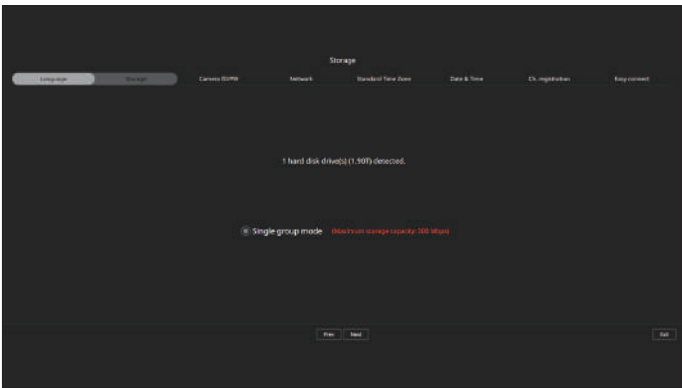 Storage
Language Storage Camera ID/PW Network Standard Time Zone Date & Time Ch. registration Easy connect
1 hard disk drive(s) (1.90T) detected.
Single group mode (Maximum storage capacity: 300 Mbps)
Prev Next Exit